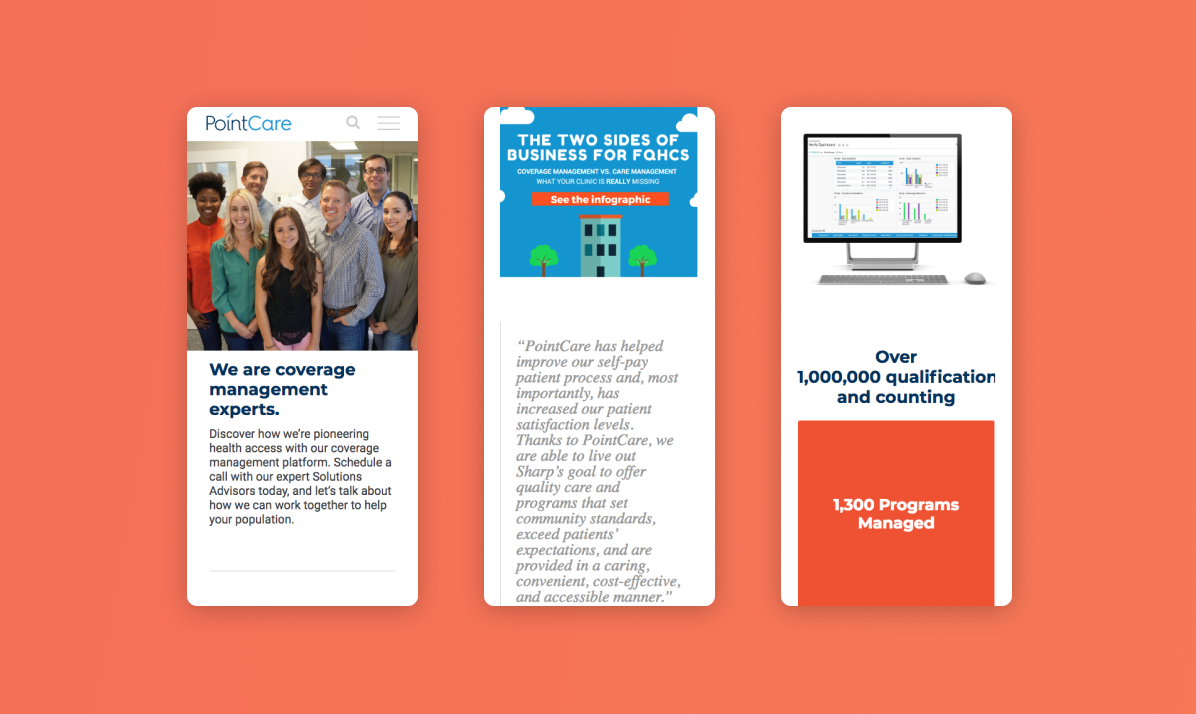 PointCare
We are coverage
management
experts.
Discover how we’re pioneering
health access with our coverage
management platform. Schedule a
call with our expert Solutions
Advisors today, and let’s talk about
how we can work together to help
your population.
THE TWO SIDES OF
BUSINESS FOR FQHCS
COVERAGE MANAGEMENT VS. CARE MANAGEMENT
WHAT YOUR CLINIC IS REALLY MISSING
See the infographic
“PointCare has helped
improve our self-pay
patient process and, most
importantly, has
increased our patient
satisfaction levels.
Thanks to PointCare, we
are able to live out
Sharp’s goal to offer
quality care and
programs that set
community standards,
exceed patients’
expectations, and are
provided in a caring,
convenient, cost-effective,
and accessible manner.”
Over
1,000,000 qualification
and counting
1,300 Programs
Managed